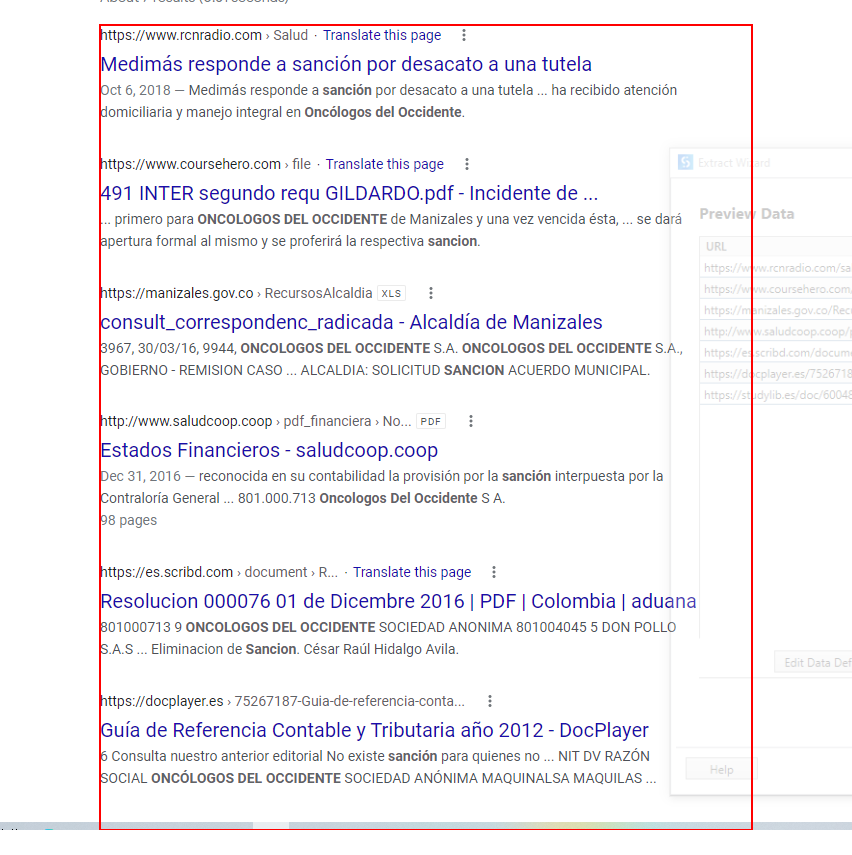 https://www.rcnradio.com › Salud · Translate this page
Medimás responde a sanción por desacato a una tutela
Oct 6, 2018 — Medimás responde a sanción por desacato a una tutela ... ha recibido atención
domiciliaria y manejo integral en Oncólogos del Occidente.
https://www.coursehero.com › file · Translate this page
491 INTER segundo requ GILDARDO.pdf - Incidente de ...
... primero para ONCOLOGOS DEL OCCIDENTE de Manizales y una vez vencida ésta, ... se dará
apertura formal al mismo y se proferirá la respectiva sancion.
https://manizales.gov.co › RecursosAlcaldia XLS
consult_correspondenc_radicada - Alcaldía de Manizales
3967, 30/03/16, 9944, ONCOLOGOS DEL OCCIDENTE S.A. ONCOLOGOS DEL OCCIDENTE S.A.,
GOBIERNO - REMISION CASO ... ALCALDIA: SOLICITUD SANCION ACUERDO MUNICIPAL.
http://www.saludcoop.coop › pdf_financiera › No... PDF
Estados Financieros - saludcoop.coop
Dec 31, 2016 — reconocida en su contabilidad la provisión por la sanción interpuesta por la
Contraloría General ... 801.000.713 Oncologos Del Occidente S A.
98 pages
https://es.scribd.com › document › R... · Translate this page
Resolucion 000076 01 de Dicembre 2016 | PDF | Colombia | aduana
801000713 9 ONCOLOGOS DEL OCCIDENTE SOCIEDAD ANONIMA 801004045 5 DON POLLO
S.A.S ... Eliminacion de Sancion. César Raúl Hidalgo Avila.
https://docplayer.es › 75267187-Guia-de-referencia-conta...
Guía de Referencia Contable y Tributaria año 2012 - DocPlayer
6 Consulta nuestro anterior editorial No existe sanción para quienes no ... NIT DV RAZÓN
SOCIAL ONCÓLOGOS DEL OCCIDENTE SOCIEDAD ANÓNIMA MAQUINALSA MAQUILAS ...
Extract Wizard
Preview Data
URL
https://www.rcnradio.com/sa
https://www.coursehero.com
https://manizales.gov.co/Rec
http://www.saludcoop.coop/
https://es.scribd.com/docum
https://docplayer.es/7526718
https://studylib.es/doc/60048
Edit Data Def
Help